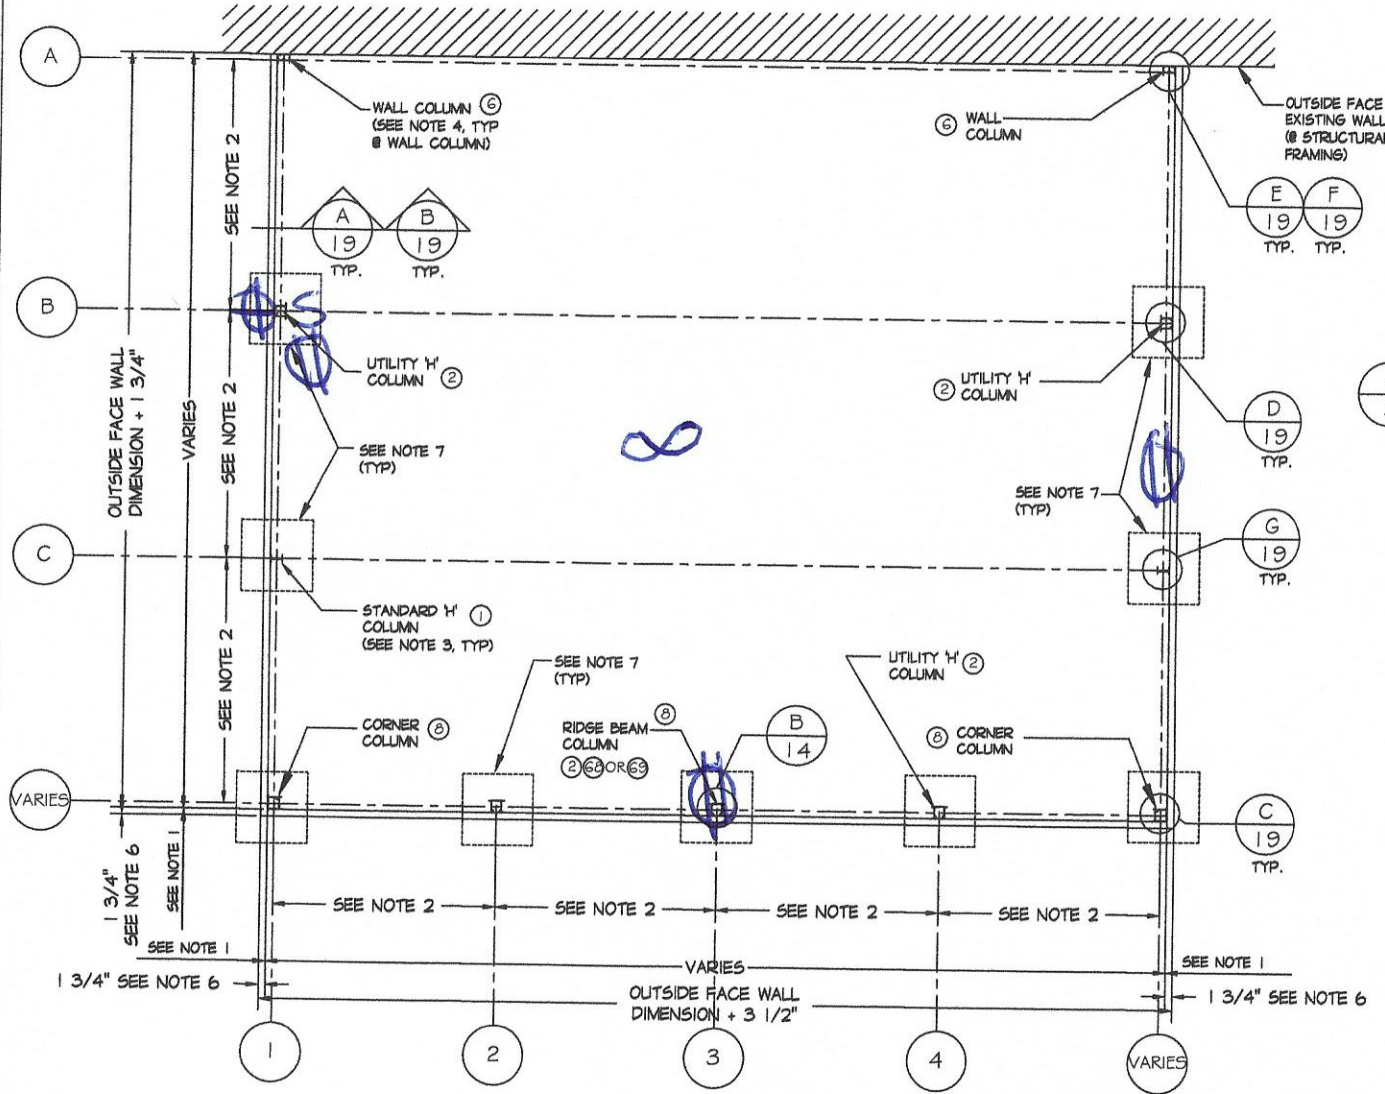 A
WALL COLUMN 6
(SEE NOTE 4, TYP
@ WALL COLUMN)
6 WALL
COLUMN
OUTSIDE FACE
EXISTING WALL
(@ STRUCTURAL
FRAMING)
SEE NOTE 2
A
19
TYP.
B
19
TYP.
E
19
TYP.
F
19
TYP.
B
UTILITY 'H'
COLUMN 2
2 UTILITY 'H'
COLUMN
D
19
TYP.
OUTSIDE FACE WALL
DIMENSION + 1 3/4"
VARIES
SEE NOTE 2
SEE NOTE 7
(TYP)
SEE NOTE 7
(TYP)
G
19
TYP.
C
STANDARD 'H' 1
COLUMN
(SEE NOTE 3, TYP)
SEE NOTE 2
SEE NOTE 7
(TYP)
UTILITY 'H' 2
COLUMN
CORNER 8
COLUMN
RIDGE BEAM 8
COLUMN
2 68 OR 69
B
14
8 CORNER
COLUMN
VARIES
C
19
TYP.
1 3/4"
SEE NOTE 6
SEE NOTE 1
SEE NOTE 2
SEE NOTE 2
SEE NOTE 2
SEE NOTE 2
SEE NOTE 1
VARIES
SEE NOTE 1
1 3/4" SEE NOTE 6
OUTSIDE FACE WALL
DIMENSION + 3 1/2"
1 3/4" SEE NOTE 6
1
2
3
4
VARIES